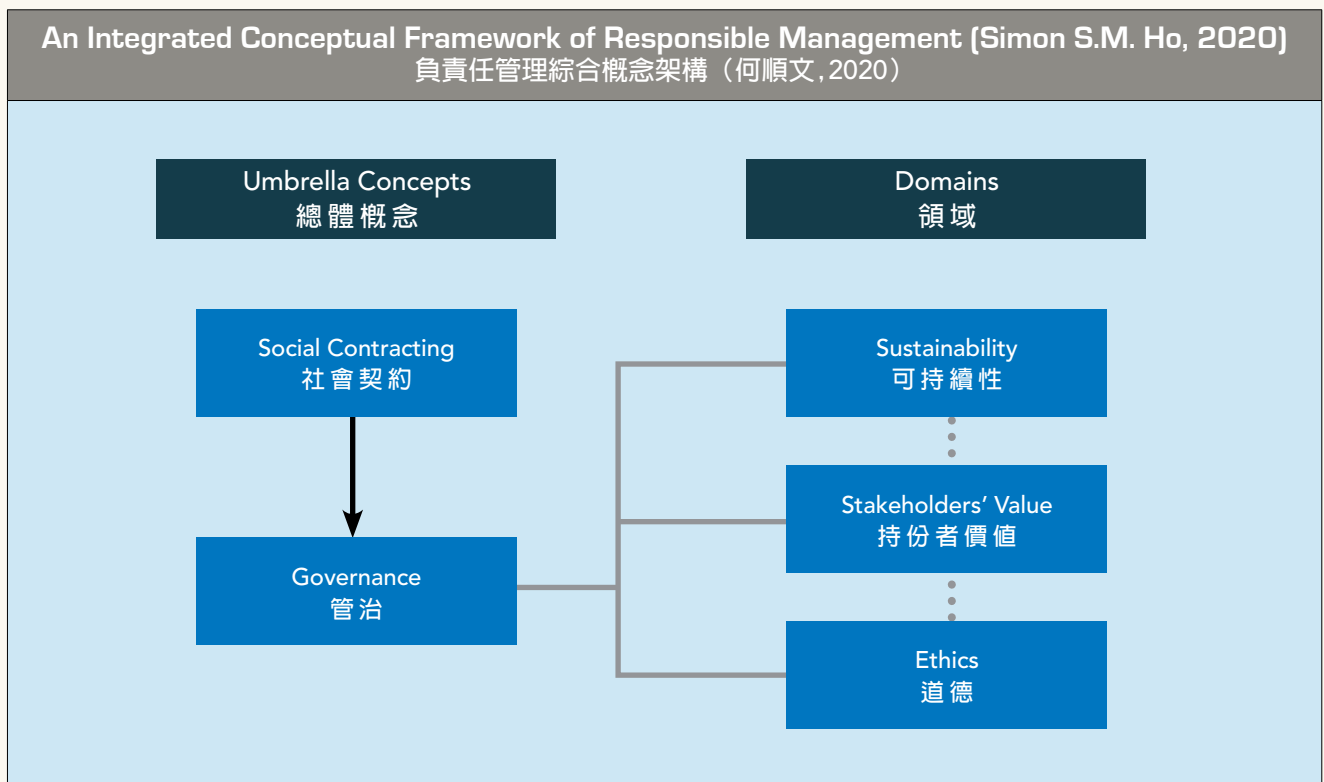 An Integrated Conceptual Framework of Responsible Management (Simon S.M. Ho, 2020)
負責任管理綜合概念架構（何順文,2020）
Umbrella Concepts
總體概念
Domains
領域
Social Contracting
社會契約
Sustainability
可持續性
Stakeholders’ Value
持份者價值
Governance
管治
Ethics
道德